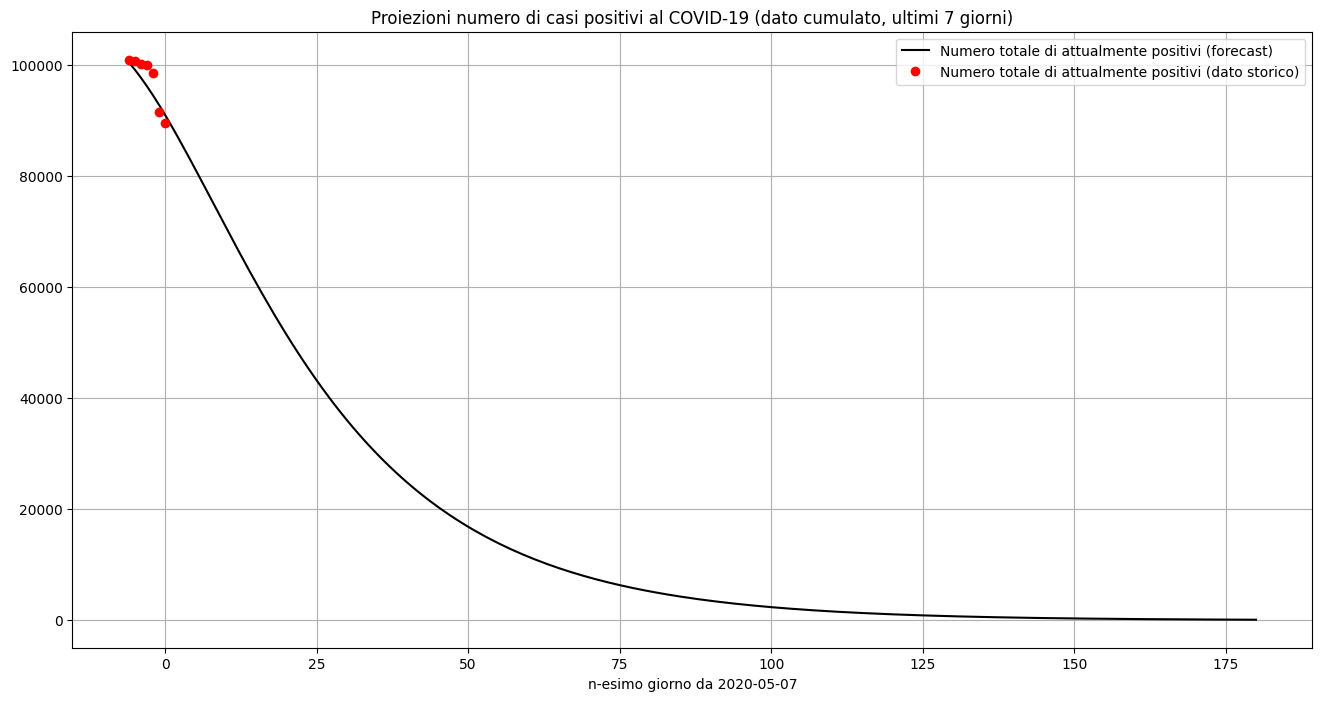 Proiezioni numero di casi positivi al COVID-19 (dato cumulato, ultimi 7 giorni)
Numero totale di attualmente positivi (forecast)
Numero totale di attualmente positivi (dato storico)
100000
80000
60000
40000
20000
0
0 25 50 75 100 125 150 175
n-esimo giorno da 2020-05-07